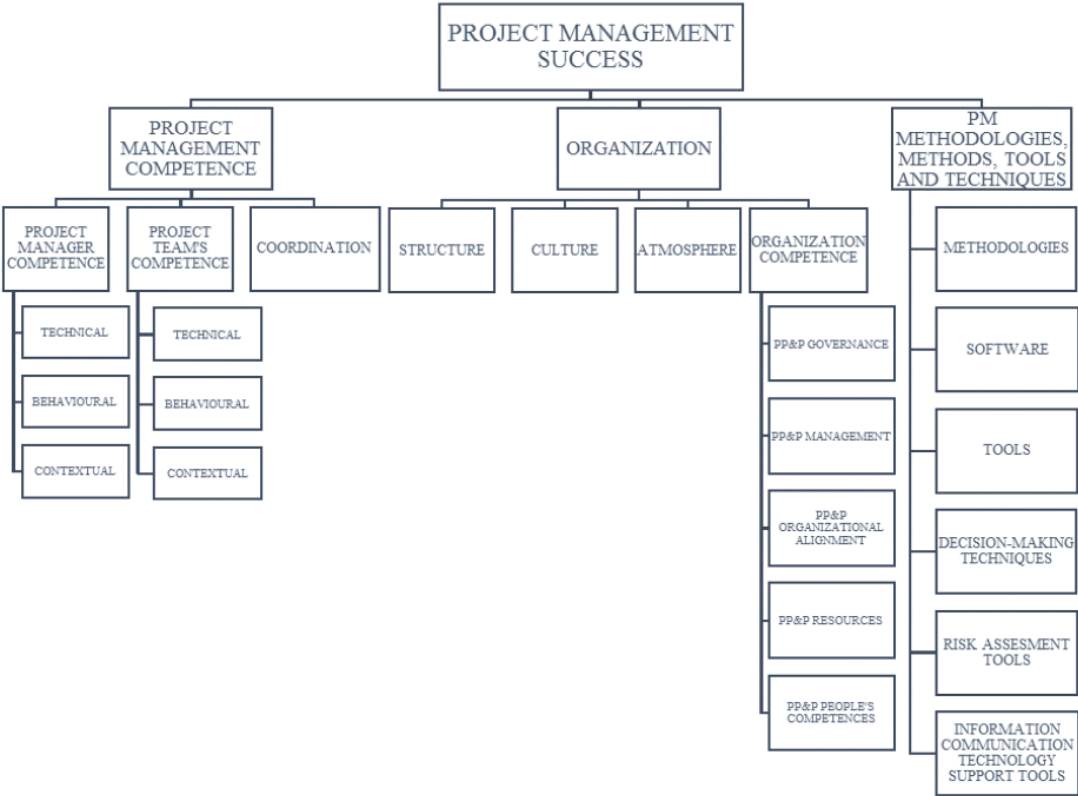 PROJECT MANAGEMENT
SUCCESS
PROJECT
MANAGEMENT
COMPETENCE
ORGANIZATION
PM
METHODOLOGIES,
METHODS, TOOLS
AND TECHNIQUES
PROJECT
MANAGER
COMPETENCE
PROJECT
TEAM'S
COMPETENCE
COORDINATION
STRUCTURE
CULTURE
ATMOSPHERE
ORGANIZATION
COMPETENCE
TECHNICAL
BEHAVIOURAL
CONTEXTUAL
TECHNICAL
BEHAVIOURAL
CONTEXTUAL
PP&P GOVERNANCE
PP&P MANAGEMENT
PP&P
ORGANIZATIONAL
ALIGNMENT
PP&P RESOURCES
PP&P PEOPLE'S
COMPETENCES
METHODOLOGIES
SOFTWARE
TOOLS
DECISION-MAKING
TECHNIQUES
RISK ASSESMENT
TOOLS
INFORMATION
COMMUNICATION
TECHNOLOGY
SUPPORT TOOLS